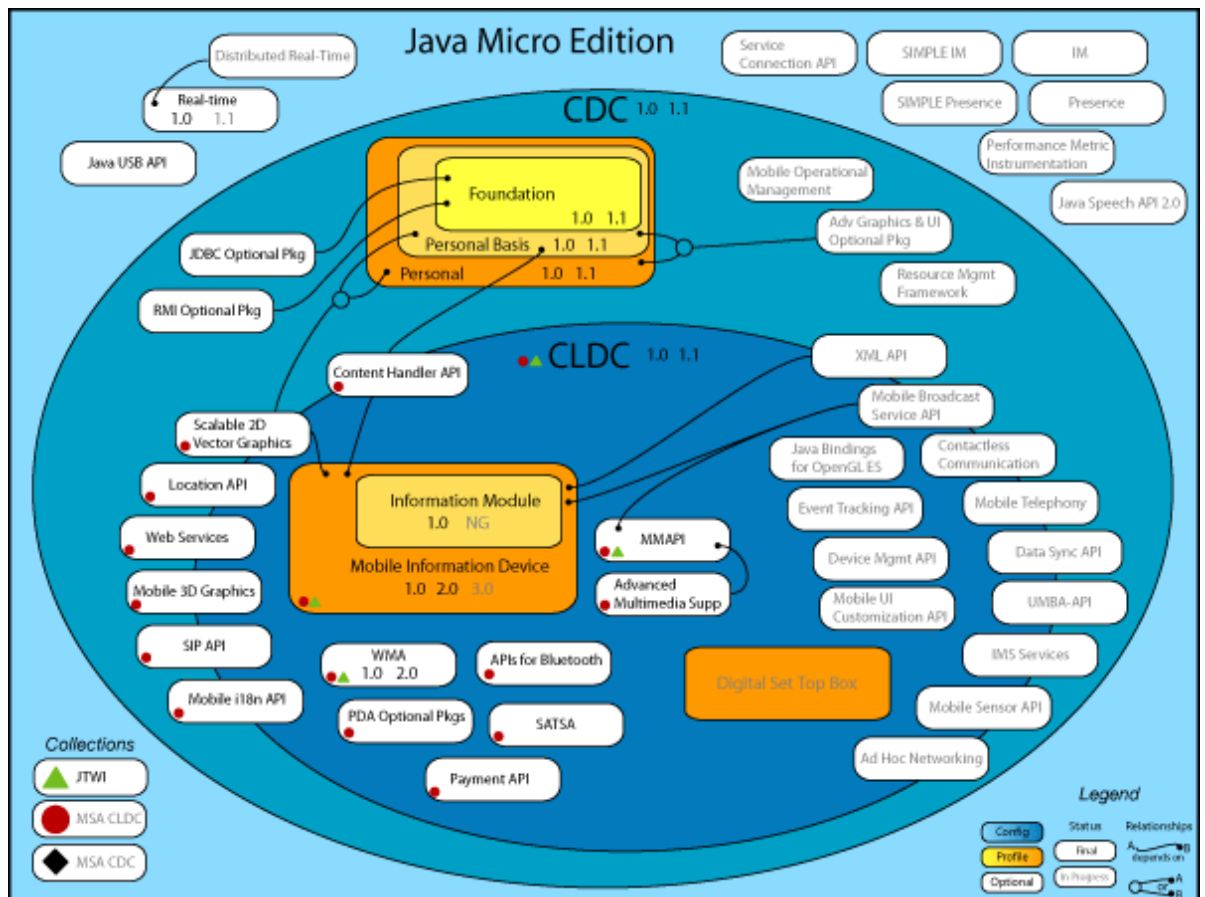 Java Micro Edition
Distributed Real-Time
Real-time
1.0 1.1
Java USB API
Service
Connection API
SIMPLE IM
IM
SIMPLE Presence
Presence
Performance Metric
Instrumentation
Java Speech API 2.0
CDC 1.0 1.1
Foundation
1.0 1.1
Personal Basis 1.0 1.1
Personal 1.0 1.1
JDBC Optional Pkg
RMI Optional Pkg
Mobile Operational
Management
Adv Graphics & UI
Optional Pkg
Resource Mgmt
Framework
CLDC 1.0 1.1
Content Handler API
XML API
Mobile Broadcast
Service API
Scalable 2D
Vector Graphics
Java Bindings
for OpenGL ES
Contactless
Communication
Location API
Information Module
1.0 NG
Mobile Information Device
1.0 2.0 3.0
Event Tracking API
Mobile Telephony
Web Services
MMAPI
Device Mgmt API
Data Sync API
Mobile 3D Graphics
Advanced
Multimedia Supp
Mobile UI
Customization API
UMBA-API
SIP API
WMA
1.0 2.0
APIs for Bluetooth
IMS Services
Digital Set Top Box
Mobile i18n API
PDA Optional Pkgs
SATSA
Mobile Sensor API
Payment API
Ad Hoc Networking
Collections
JTWI
MSA CLDC
MSA CDC
Legend
Config
Profile
Optional
Status
Final
In Progress
Relationships
A B
depends on
or A
B